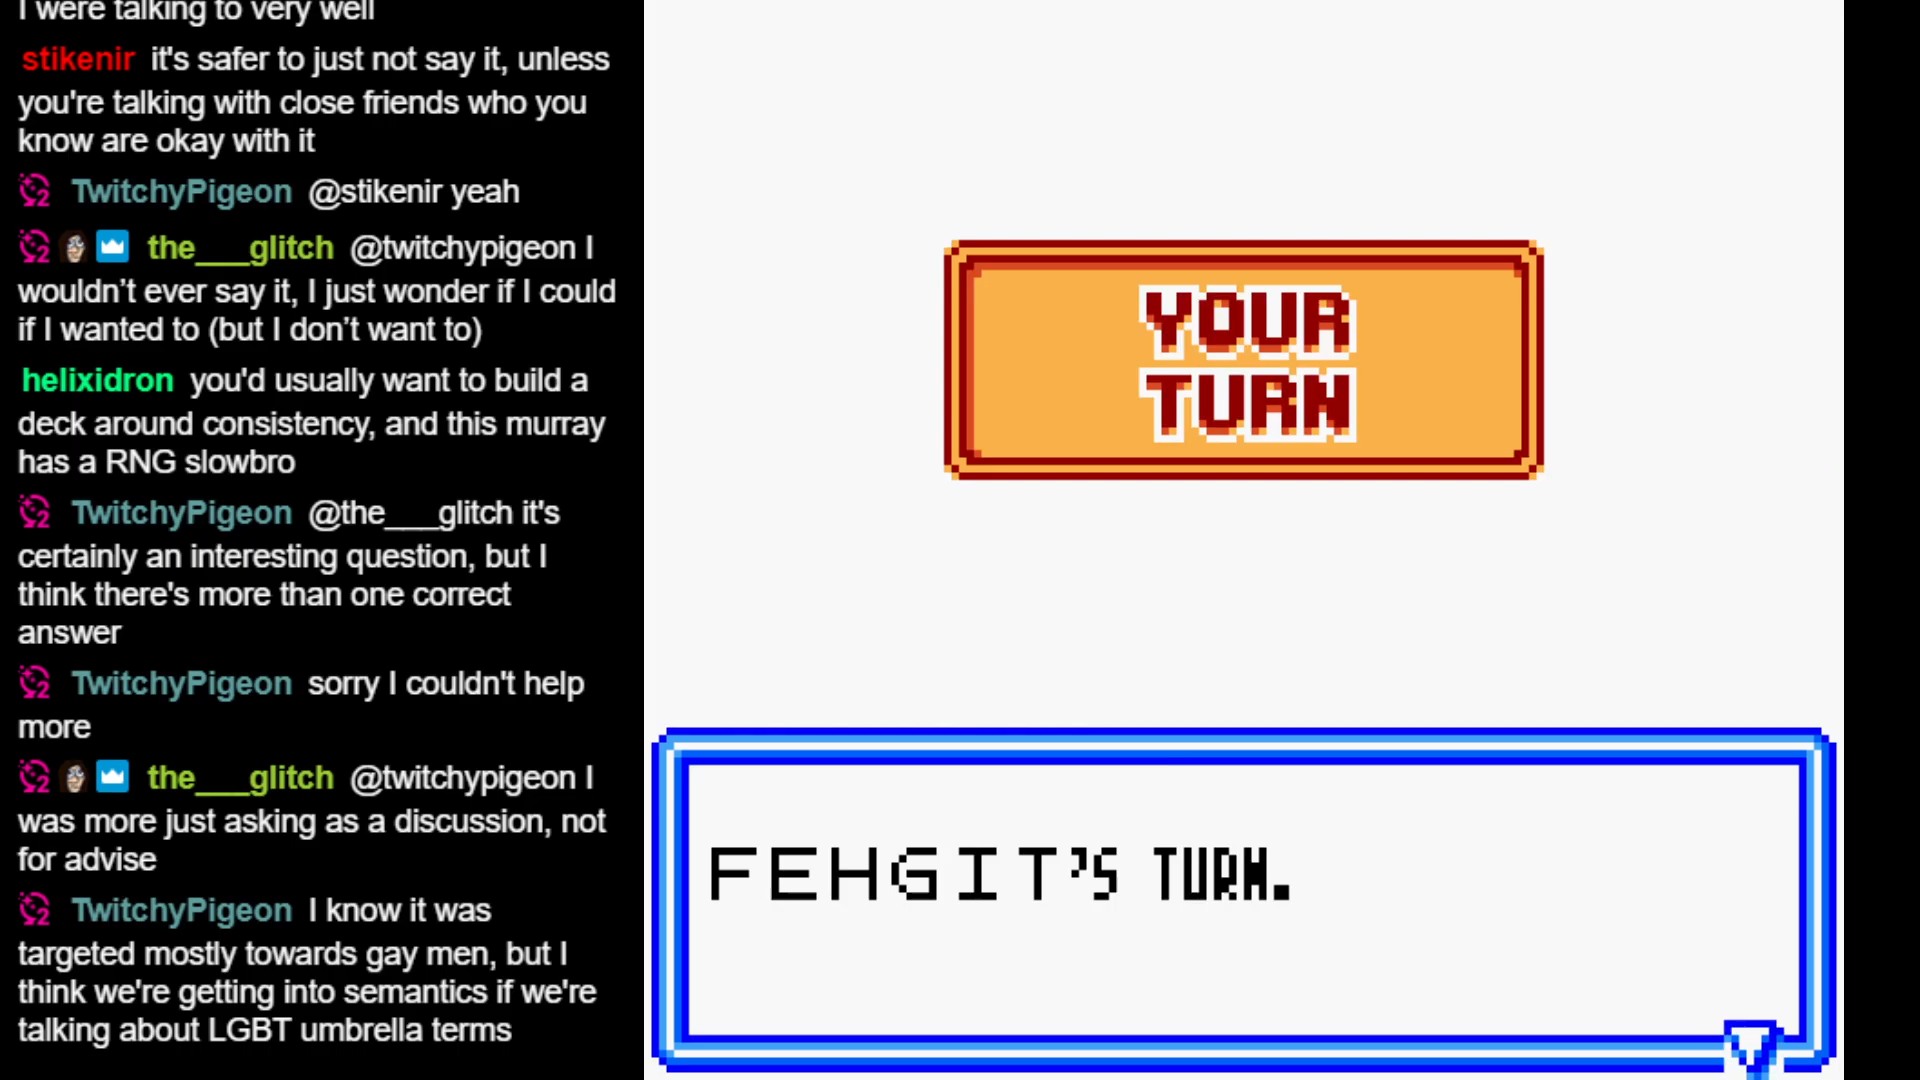 I were talking to very well
stikenir it's safer to just not say it, unless
you're talking with close friends who you
know are okay with it
TwitchyPigeon @stikenir yeah
the___glitch @twitchypigeon I
wouldn’t ever say it, I just wonder if I could
if I wanted to (but I don’t want to)
helixidron you'd usually want to build a
deck around consistency, and this murray
has a RNG slowbro
TwitchyPigeon @the___glitch it's
certainly an interesting question, but I
think there's more than one correct
answer
TwitchyPigeon sorry I couldn't help
more
the___glitch @twitchypigeon I
was more just asking as a discussion, not
for advise
TwitchyPigeon I know it was
targeted mostly towards gay men, but I
think we're getting into semantics if we're
talking about LGBT umbrella terms
YOUR
TURN
FEHGIT'S TURN.